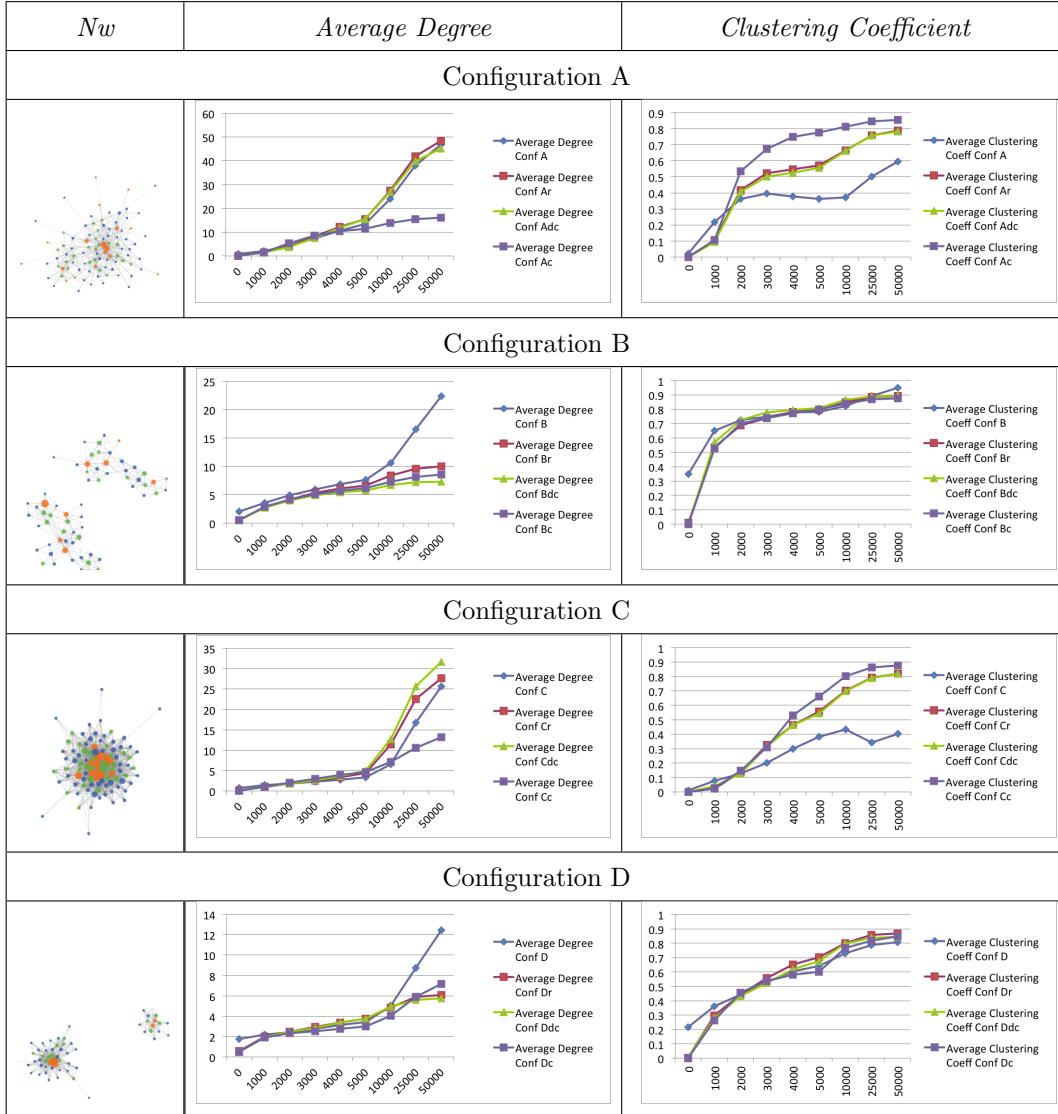 Nw Average Degree Clustering Coefficient
Configuration A
60
50
40
30
20
10
0
0 1000 2000 3000 4000 5000 10000 25000 50000
Average Degree
Conf A
Average Degree
Conf Ar
Average Degree
Conf Adc
Average Degree
Conf Ac
0.9
0.8
0.7
0.6
0.5
0.4
0.3
0.2
0.1
0
0 1000 2000 3000 4000 5000 10000 25000 50000
Average Clustering
Coeff Conf A
Average Clustering
Coeff Conf Ar
Average Clustering
Coeff Conf Adc
Average Clustering
Coeff Conf Ac
Configuration B
25
20
15
10
5
0
0 1000 2000 3000 4000 5000 10000 25000 50000
Average Degree
Conf B
Average Degree
Conf Br
Average Degree
Conf Bdc
Average Degree
Conf Bc
1
0.9
0.8
0.7
0.6
0.5
0.4
0.3
0.2
0.1
0
0 1000 2000 3000 4000 5000 10000 25000 50000
Average Clustering
Coeff Conf B
Average Clustering
Coeff Conf Br
Average Clustering
Coeff Conf Bdc
Average Clustering
Coeff Conf Bc
Configuration C
35
30
25
20
15
10
5
0
0 1000 2000 3000 4000 5000 10000 25000 50000
Average Degree
Conf C
Average Degree
Conf Cr
Average Degree
Conf Cdc
Average Degree
Conf Cc
1
0.9
0.8
0.7
0.6
0.5
0.4
0.3
0.2
0.1
0
0 1000 2000 3000 4000 5000 10000 25000 50000
Average Clustering
Coeff Conf C
Average Clustering
Coeff Conf Cr
Average Clustering
Coeff Conf Cdc
Average Clustering
Coeff Conf Cc
Configuration D
14
12
10
8
6
4
2
0
0 1000 2000 3000 4000 5000 10000 25000 50000
Average Degree
Conf D
Average Degree
Conf Dr
Average Degree
Conf Ddc
Average Degree
Conf Dc
1
0.9
0.8
0.7
0.6
0.5
0.4
0.3
0.2
0.1
0
0 1000 2000 3000 4000 5000 10000 25000 50000
Average Clustering
Coeff Conf D
Average Clustering
Coeff Conf Dr
Average Clustering
Coeff Conf Ddc
Average Clustering
Coeff Conf Dc